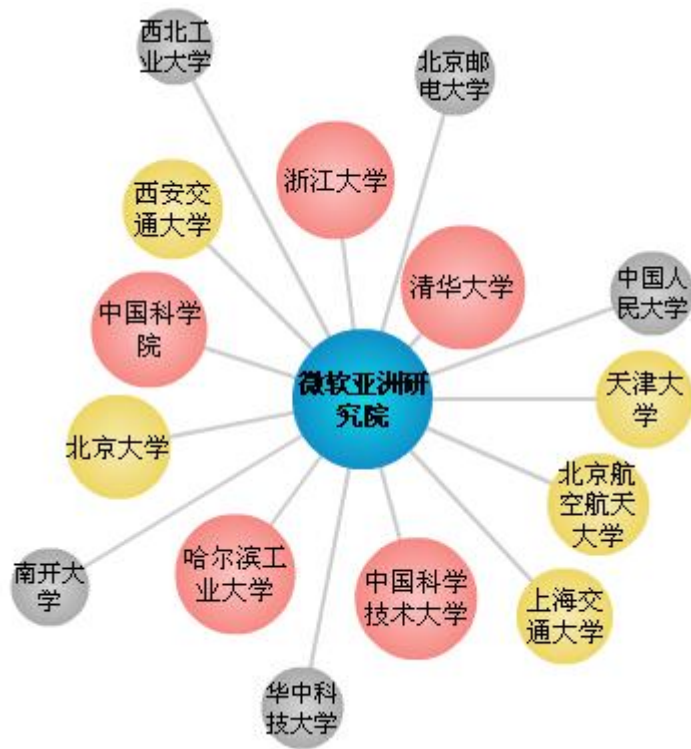 西北工
业大学
北京邮
电大学
浙江大学
西安交
通大学
清华大学
中国人
民大学
中国科学
院
微软亚洲研
究院
天津大
学
北京大学
北京航
空航天
大学
哈尔滨工
业大学
中国科学
技术大学
南开大
学
上海交
通大学
华中科
技大学